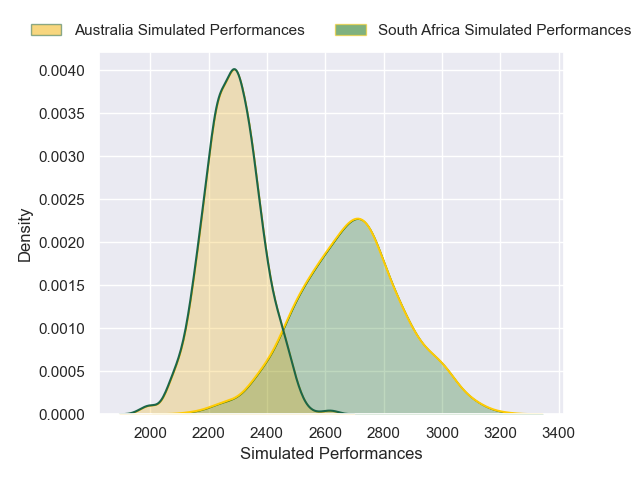 Australia Simulated Performances
South Africa Simulated Performances
0.0040
0.0035
0.0030
0.0025
0.0020
0.0015
0.0010
0.0005
0.0000
Density
2000 2200 2400 2600 2800 3000 3200 3400
Simulated Performances